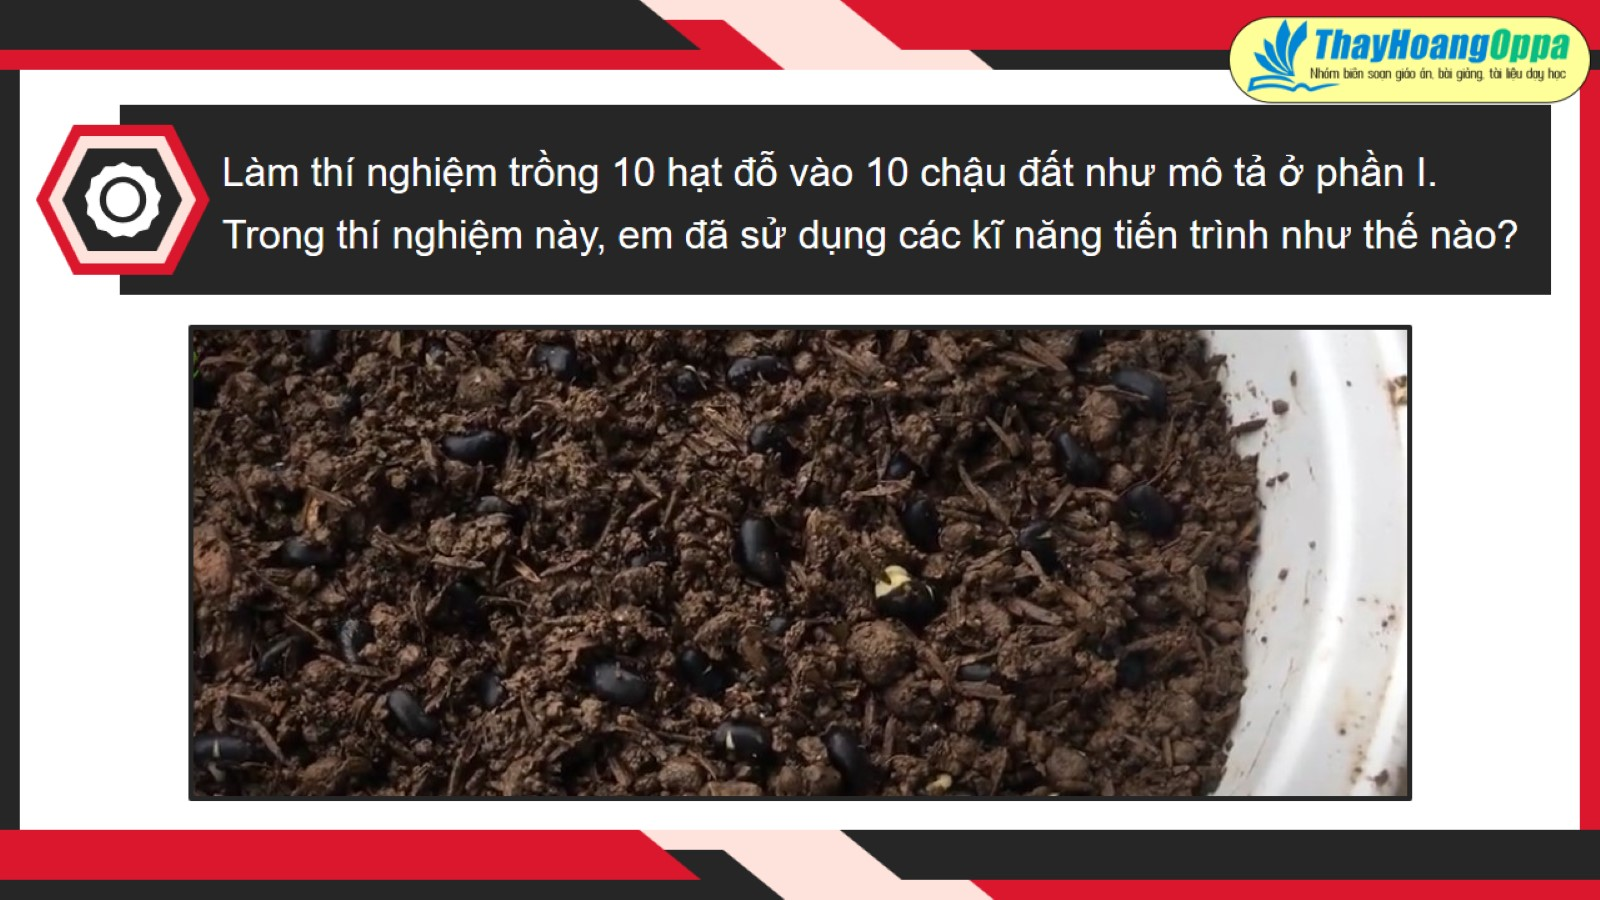 ThayHoangOppa
Nhóm biên soạn giáo án, bài giảng, tài liệu dạy học
Làm thí nghiệm trồng 10 hạt đỗ vào 10 chậu đất như mô tả ở phần I.
Trong thí nghiệm này, em đã sử dụng các kĩ năng tiến trình như thế nào?